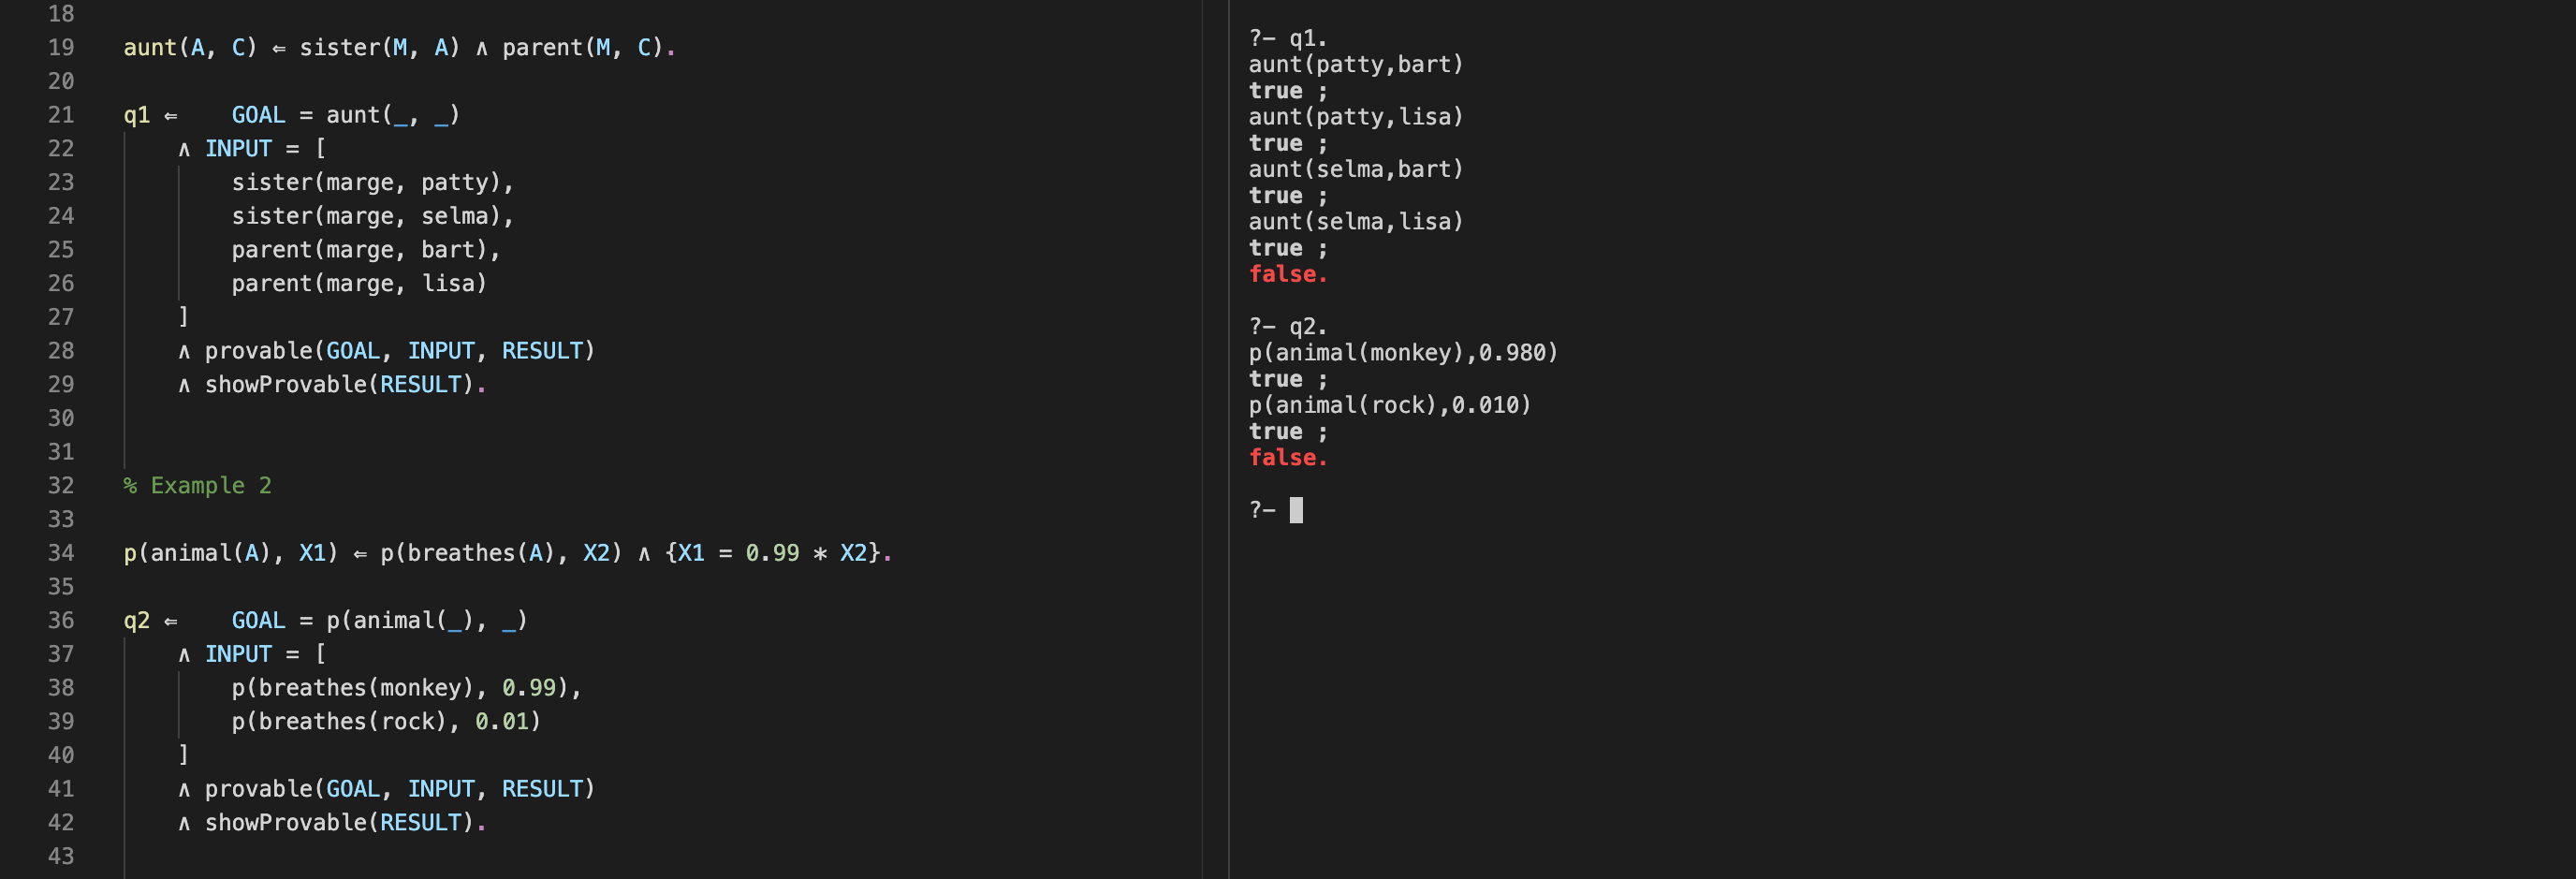 18
19 aunt(A, C) ⇐ sister(M, A) ∧ parent(M, C).
20
21 q1 ⇐    GOAL = aunt(_, _)
22     ∧ INPUT = [
23         sister(marge, patty),
24         sister(marge, selma),
25         parent(marge, bart),
26         parent(marge, lisa)
27     ]
28     ∧ provable(GOAL, INPUT, RESULT)
29     ∧ showProvable(RESULT).
30
31
32 % Example 2
33
34 p(animal(A), X1) ⇐ p(breathes(A), X2) ∧ {X1 = 0.99 * X2}.
35
36 q2 ⇐    GOAL = p(animal(_), _)
37     ∧ INPUT = [
38         p(breathes(monkey), 0.99),
39         p(breathes(rock), 0.01)
40     ]
41     ∧ provable(GOAL, INPUT, RESULT)
42     ∧ showProvable(RESULT).
43
?- q1.
aunt(patty,bart)
true ;
aunt(patty,lisa)
true ;
aunt(selma,bart)
true ;
aunt(selma,lisa)
true ;
false.
?- q2.
p(animal(monkey),0.980)
true ;
p(animal(rock),0.010)
true ;
false.
?-